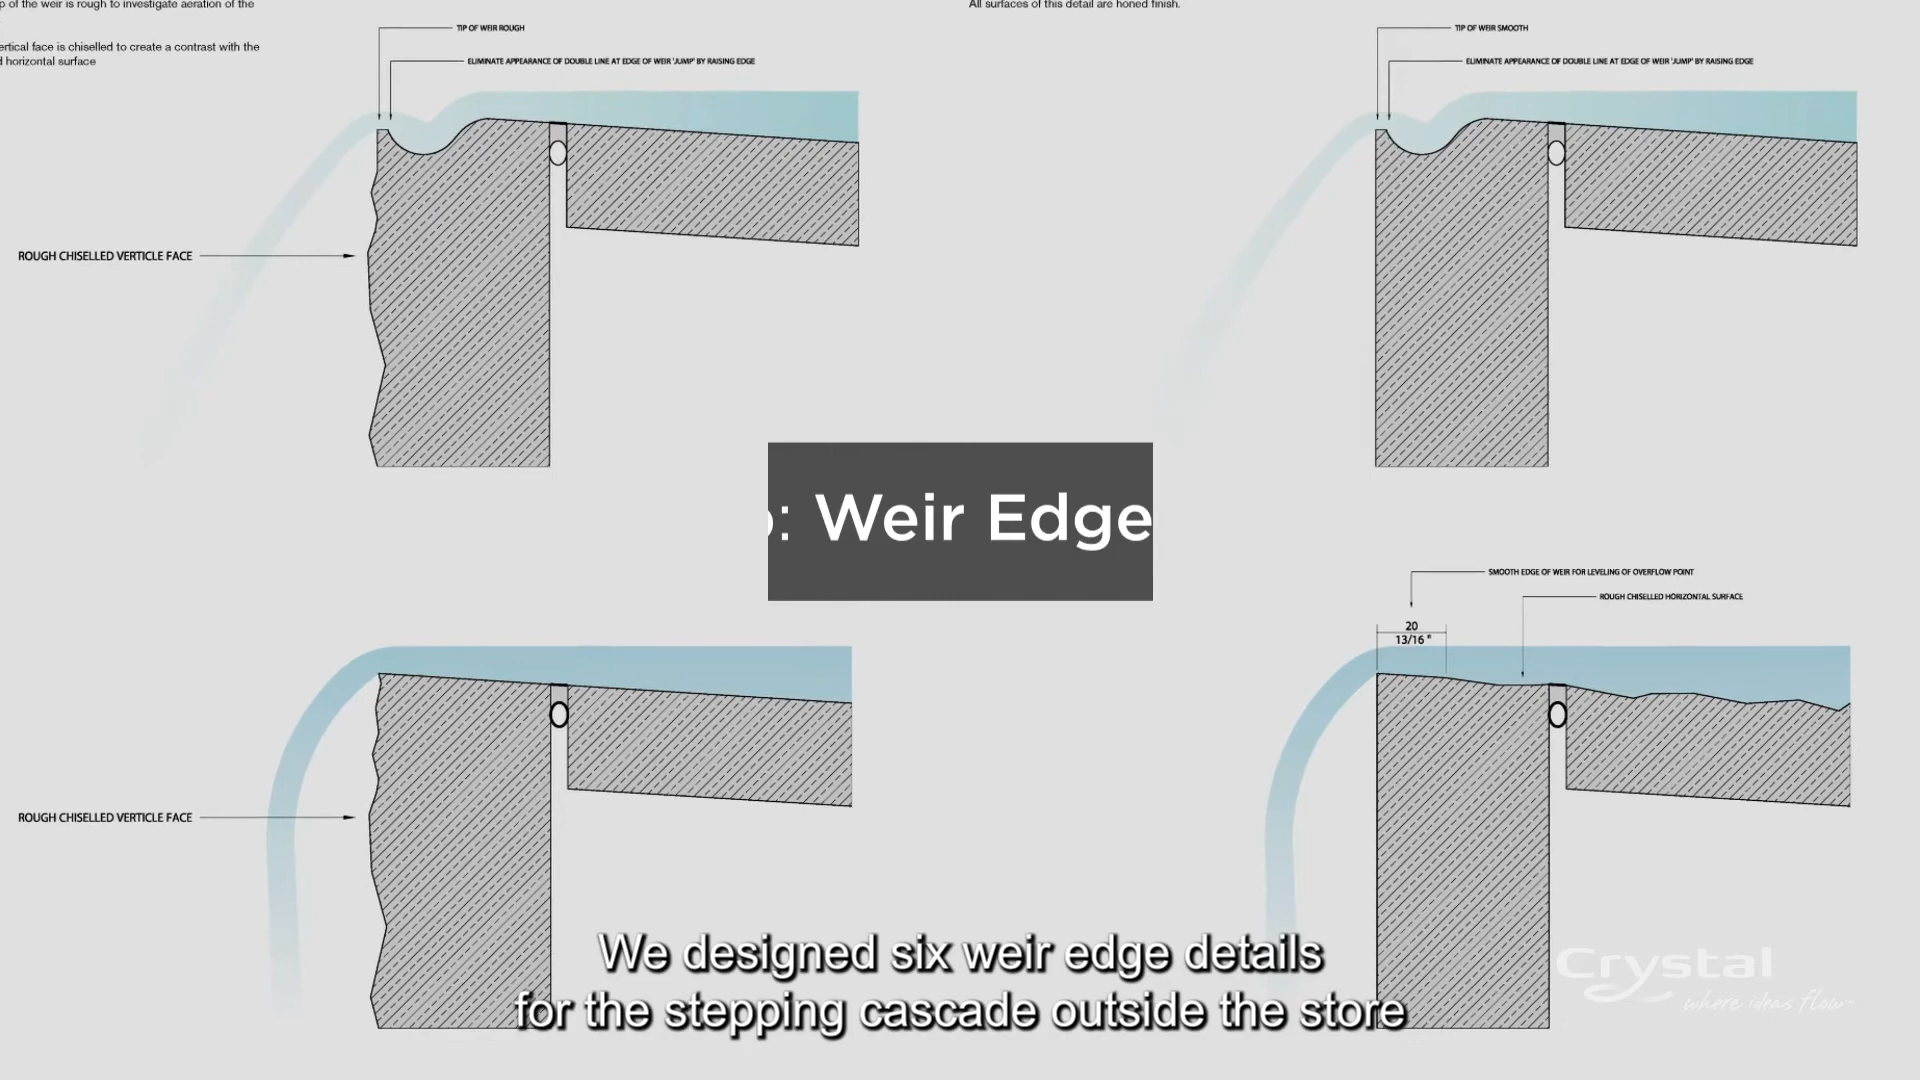 p of the weir is rough to investigate aeration of the
ertical face is chiselled to create a contrast with the
d horizontal surface
All surfaces of this detail are honed finish.
TIP OF WEIR ROUGH
ELIMINATE APPEARANCE OF DOUBLE LINE AT EDGE OF WEIR 'JUMP' BY RAISING EDGE
TIP OF WEIR SMOOTH
ELIMINATE APPEARANCE OF DOUBLE LINE AT EDGE OF WEIR 'JUMP' BY RAISING EDGE
ROUGH CHISELLED VERTICLE FACE
: Weir Edge
SMOOTH EDGE OF WEIR FOR LEVELING OF OVERFLOW POINT
ROUGH CHISELLED HORIZONTAL SURFACE
20
13/16 "
ROUGH CHISELLED VERTICLE FACE
We designed six weir edge details
for the stepping cascade outside the store
Crystal
where ideas flow